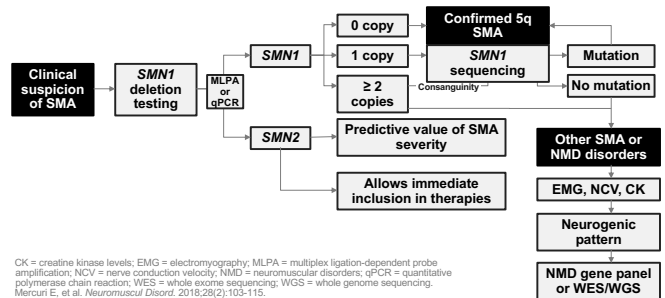 Clinical
suspicion
of SMA
SMN1
deletion
testing
MLPA
or
qPCR
SMN1
0 copy
1 copy
≥ 2
copies
Confirmed 5q
SMA
SMN1
sequencing
Consanguinity
Mutation
No mutation
SMN2
Predictive value of SMA
severity
Allows immediate
inclusion in therapies
Other SMA or
NMD disorders
EMG, NCV, CK
Neurogenic
pattern
NMD gene panel
or WES/WGS
CK = creatine kinase levels; EMG = electromyography; MLPA = multiplex ligation-dependent probe
amplification; NCV = nerve conduction velocity; NMD = neuromuscular disorders; qPCR = quantitative
polymerase chain reaction; WES = whole exome sequencing; WGS = whole genome sequencing.
Mercuri E, et al. Neuromuscul Disord. 2018;28(2):103-115.